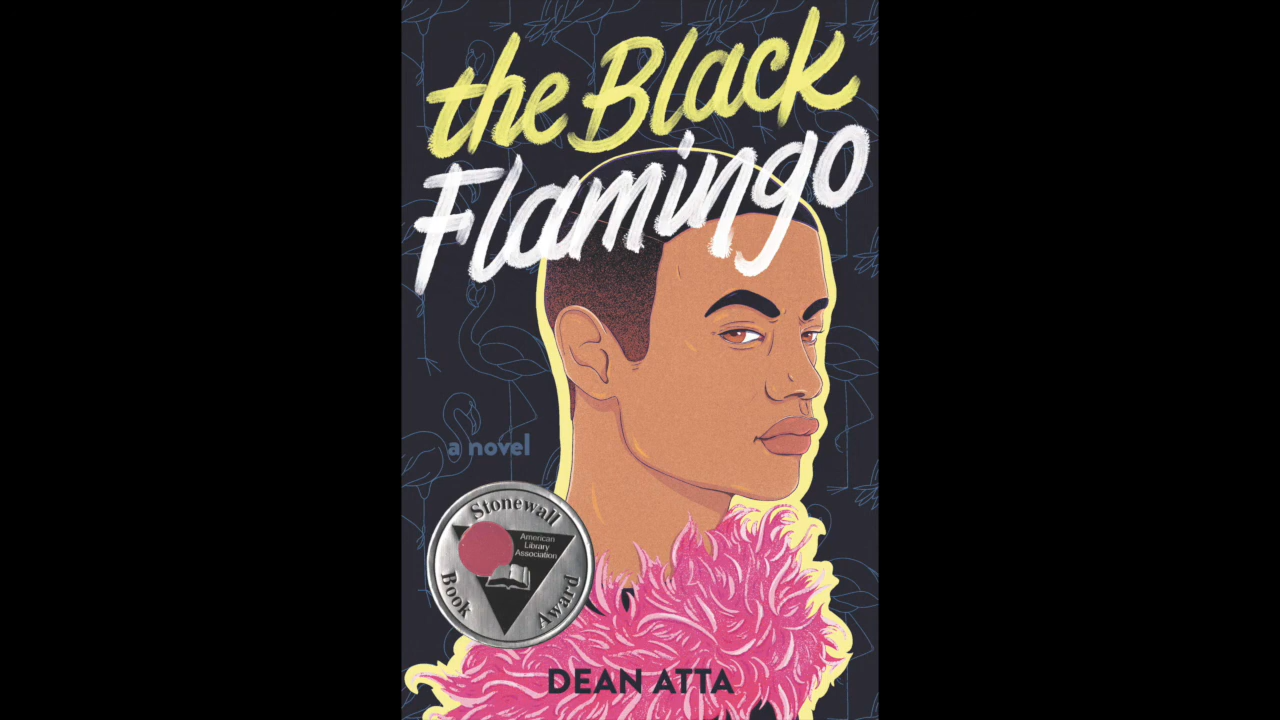 the Black
Flamingo
a novel
Stonewall
American
Library
Association
Book
Award
DEAN ATTA